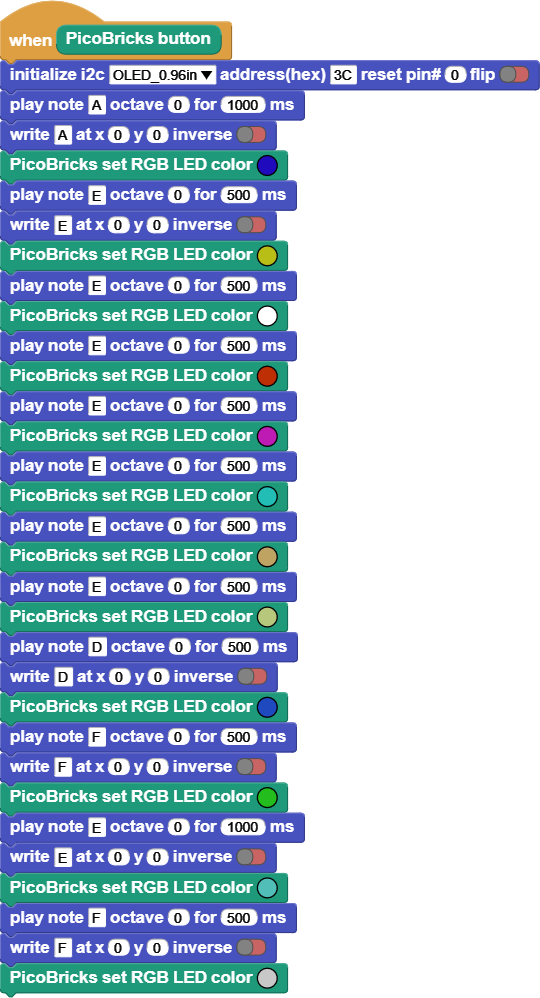 when PicoBricks button
initialize i2c OLED_0.96in ▼ address(hex) 3C reset pin# 0 flip
play note A octave 0 for 1000 ms
write A at x 0 y 0 inverse
PicoBricks set RGB LED color
play note E octave 0 for 500 ms
write E at x 0 y 0 inverse
PicoBricks set RGB LED color
play note E octave 0 for 500 ms
PicoBricks set RGB LED color
play note E octave 0 for 500 ms
PicoBricks set RGB LED color
play note E octave 0 for 500 ms
PicoBricks set RGB LED color
play note E octave 0 for 500 ms
PicoBricks set RGB LED color
play note E octave 0 for 500 ms
PicoBricks set RGB LED color
play note E octave 0 for 500 ms
PicoBricks set RGB LED color
play note D octave 0 for 500 ms
write D at x 0 y 0 inverse
PicoBricks set RGB LED color
play note F octave 0 for 500 ms
write F at x 0 y 0 inverse
PicoBricks set RGB LED color
play note E octave 0 for 1000 ms
write E at x 0 y 0 inverse
PicoBricks set RGB LED color
play note F octave 0 for 500 ms
write F at x 0 y 0 inverse
PicoBricks set RGB LED color